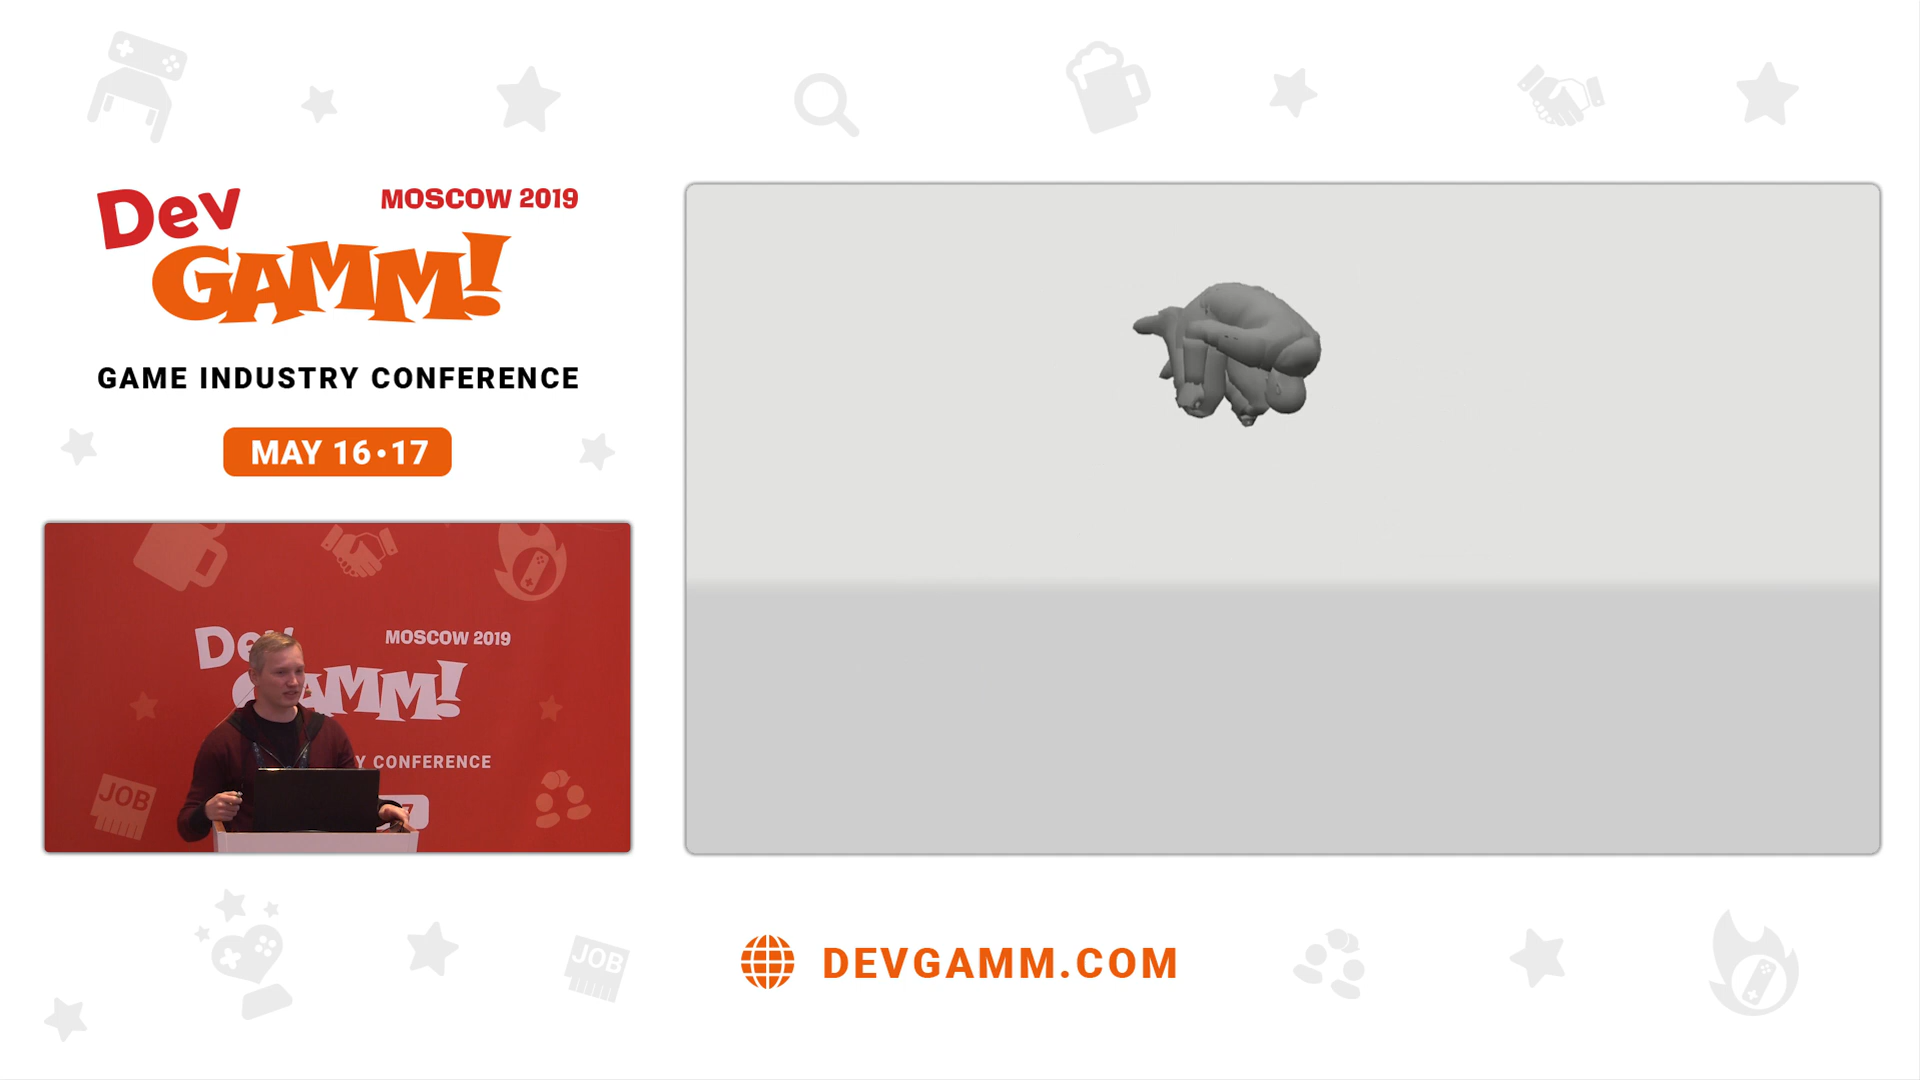 Dev
MOSCOW 2019
GAMM!
GAME INDUSTRY CONFERENCE
MAY 16•17
MOSCOW 2019
CONFERENCE
JOB
JOB
DEVGAMM.COM